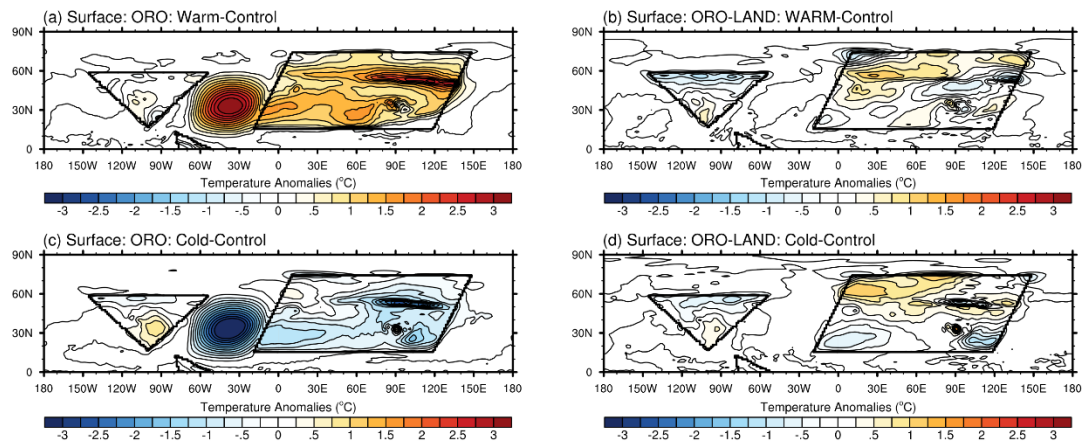 (a) Surface: ORO: Warm-Control
90N
60N
30N
0
180 150W 120W 90W 60W 30W 0 30E 60E 90E 120E 150E 180
Temperature Anomalies (°C)
-3 -2.5 -2 -1.5 -1 -.5 0 .5 1 1.5 2 2.5 3
(b) Surface: ORO-LAND: WARM-Control
90N
60N
30N
0
180 150W 120W 90W 60W 30W 0 30E 60E 90E 120E 150E 180
Temperature Anomalies (°C)
-3 -2.5 -2 -1.5 -1 -.5 0 .5 1 1.5 2 2.5 3
(c) Surface: ORO: Cold-Control
90N
60N
30N
0
180 150W 120W 90W 60W 30W 0 30E 60E 90E 120E 150E 180
Temperature Anomalies (°C)
-3 -2.5 -2 -1.5 -1 -.5 0 .5 1 1.5 2 2.5 3
(d) Surface: ORO-LAND: Cold-Control
90N
60N
30N
0
180 150W 120W 90W 60W 30W 0 30E 60E 90E 120E 150E 180
Temperature Anomalies (°C)
-3 -2.5 -2 -1.5 -1 -.5 0 .5 1 1.5 2 2.5 3